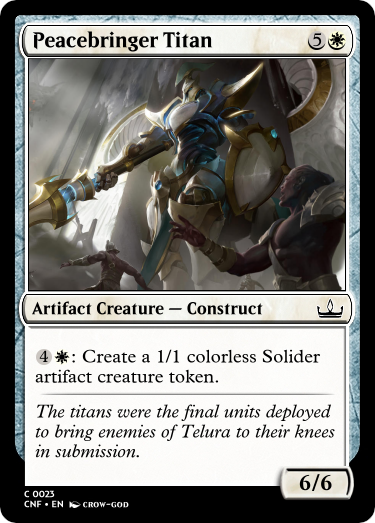 Peacebringer Titan 5
Artifact Creature — Construct
4 : Create a 1/1 colorless Solider
artifact creature token.
The titans were the final units deployed
to bring enemies of Telura to their knees
in submission.
6/6
C 0023
CNF • EN CROW-GOD